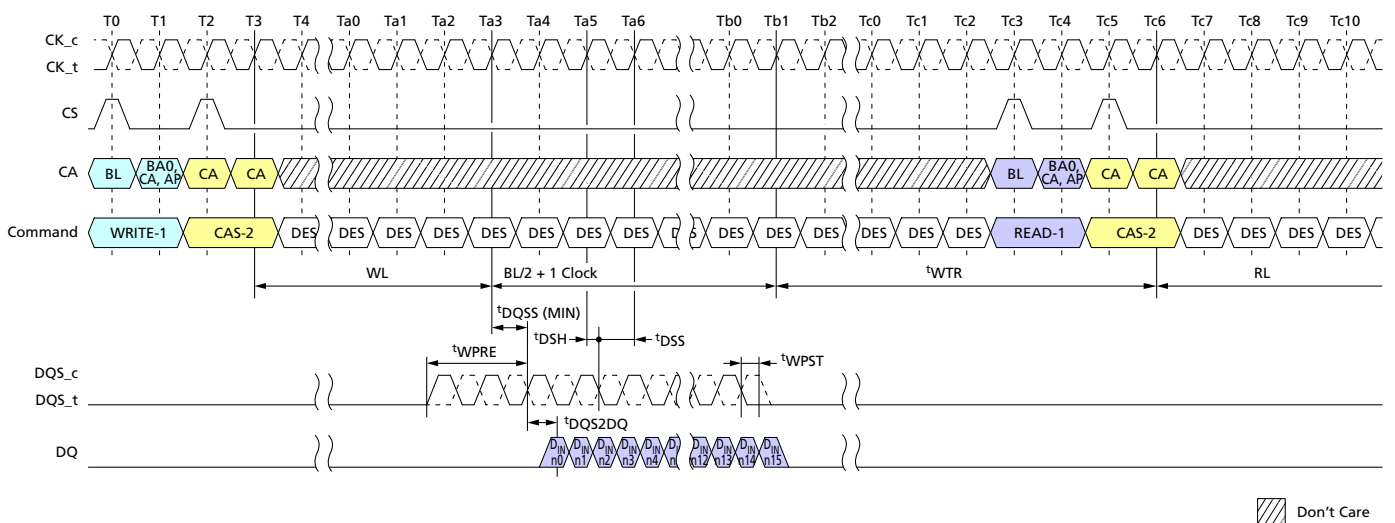 T0 T1 T2 T3 T4 Ta0 Ta1 Ta2 Ta3 Ta4 Ta5 Ta6 Tb0 Tb1 Tb2 Tc0 Tc1 Tc2 Tc3 Tc4 Tc5 Tc6 Tc7 Tc8 Tc9 Tc10
CK_c
CK_t
CS
CA BL BA0, CA, AP CA CA BL BA0, CA, AP CA CA
Command WRITE-1 CAS-2 DES DES DES DES DES DES DES DES DES DES DES DES DES DES DES READ-1 CAS-2 DES DES DES DES
WL BL/2 + 1 Clock tWTR RL
tDQSS (MIN)
tDSH tDSS
tWPRE tWPST
DQS_c
DQS_t
tDQS2DQ
DQ DIN n0 DIN n1 DIN n2 DIN n3 DIN n4 DIN n12 DIN n13 DIN n14 DIN n15
Don't Care